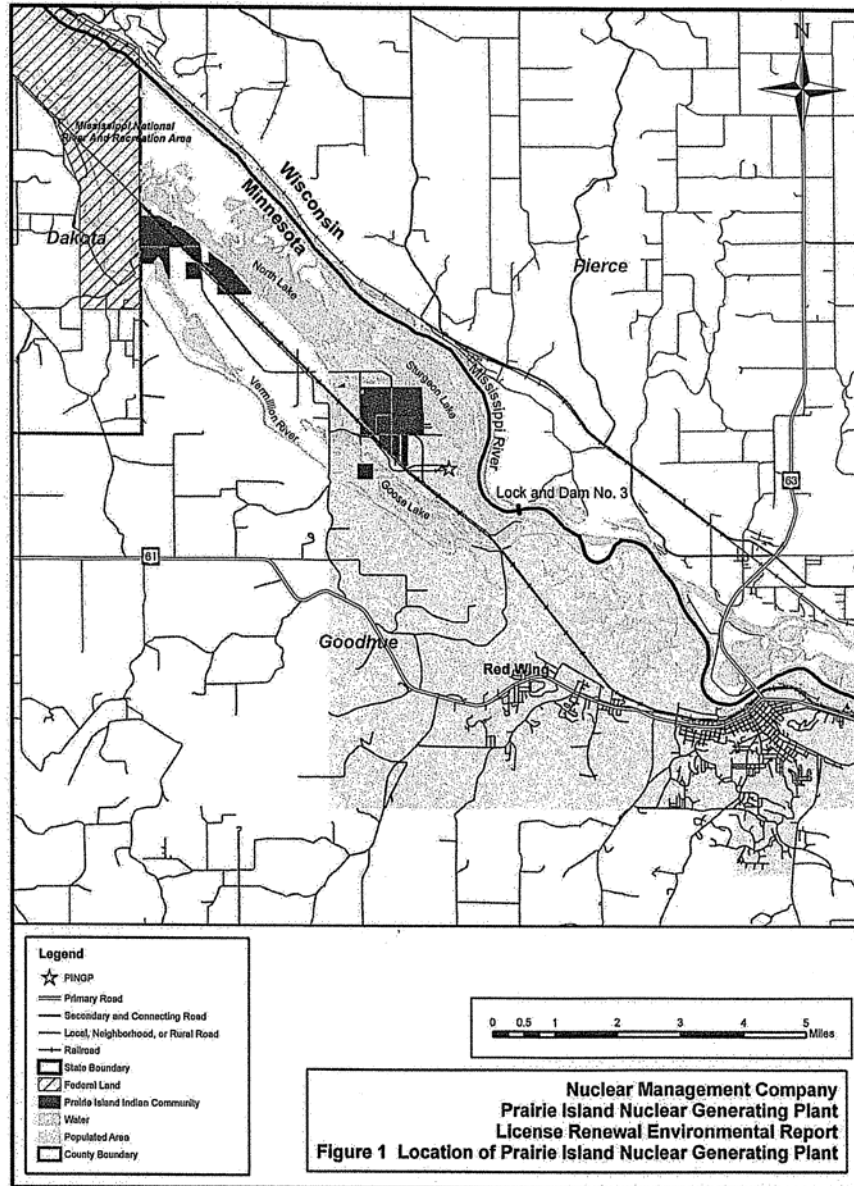 N
Mississippi National
River And Recreation Area
Wisconsin
Minnesota
Dakota
Pierce
North Lake
Sturgeon Lake
Mississippi River
Vermillion River
63
Lock and Dam No. 3
Goose Lake
61
Goodhue
Red Wing
Legend
PINGP
Primary Road
Secondary and Connecting Road
Local, Neighborhood, or Rural Road
Railroad
State Boundary
Federal Land
Prairie Island Indian Community
Water
Populated Area
County Boundary
0 0.5 1 2 3 4 5
Miles
Nuclear Management Company
Prairie Island Nuclear Generating Plant
License Renewal Environmental Report
Figure 1 Location of Prairie Island Nuclear Generating Plant